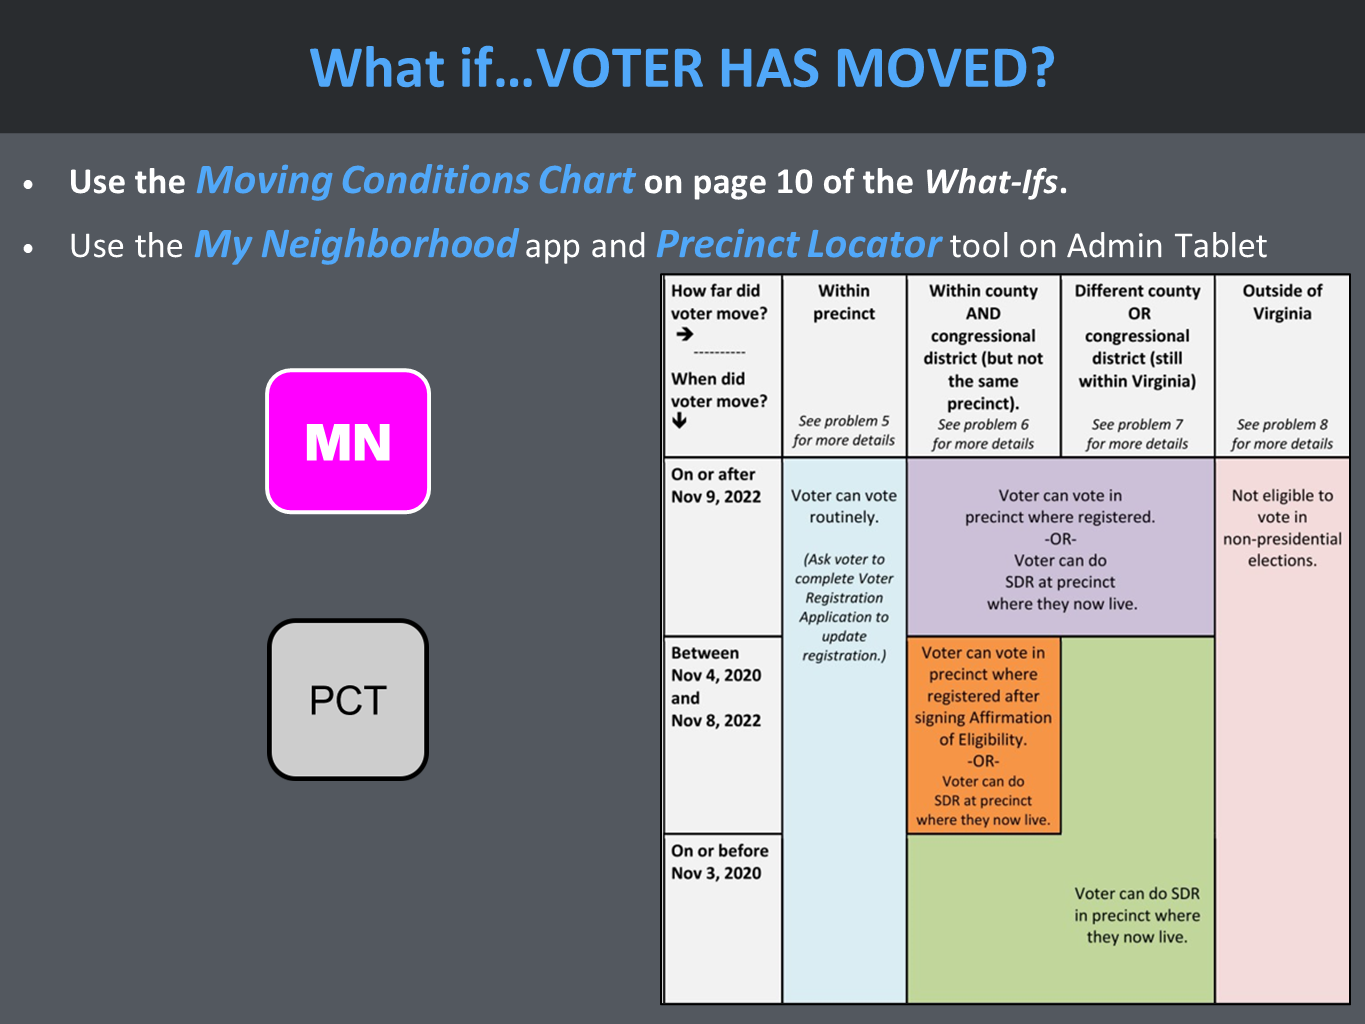 What if...VOTER HAS MOVED?
• Use the Moving Conditions Chart on page 10 of the What-Ifs.
• Use the My Neighborhood app and Precinct Locator tool on Admin Tablet
MN
PCT
How far did
voter move?
➔
----------
When did
voter move?
🡻
Within
precinct
See problem 5
for more details
Within county
AND
congressional
district (but not
the same
precinct).
See problem 6
for more details
Different county
OR
congressional
district (still
within Virginia)
See problem 7
for more details
Outside of
Virginia
See problem 8
for more details
On or after
Nov 9, 2022
Voter can vote
routinely.
(Ask voter to
complete Voter
Registration
Application to
update
registration.)
Voter can vote in
precinct where registered.
-OR-
Voter can do
SDR at precinct
where they now live.
Not eligible to
vote in
non-presidential
elections.
Between
Nov 4, 2020
and
Nov 8, 2022
Voter can vote in
precinct where
registered after
signing Affirmation
of Eligibility.
-OR-
Voter can do
SDR at precinct
where they now live.
On or before
Nov 3, 2020
Voter can do SDR
in precinct where
they now live.